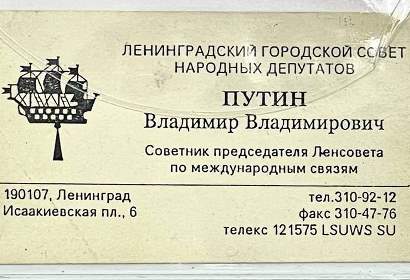 ЛЕНИНГРАДСКИЙ ГОРОДСКОЙ СОВЕТ
НАРОДНЫХ ДЕПУТАТОВ
ПУТИН
Владимир Владимирович
Советник председателя Ленсовета
по международным связям
190107, Ленинград
Исаакиевская пл., 6
тел.310-92-12
факс 310-47-76
телекс 121575 LSUWS SU